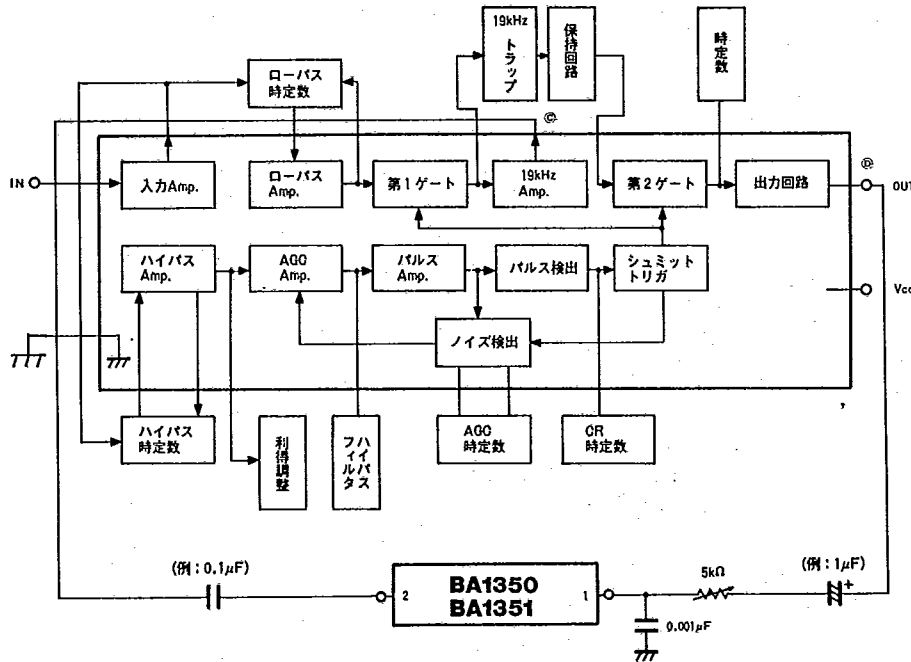 19kHz
トラップ
保持回路
時定数
ローパス
時定数
Ⓒ
Ⓓ
IN
入力Amp.
ローパス
Amp.
第1ゲート
19kHz
Amp.
第2ゲート
出力回路
OUT
ハイパス
Amp.
AGC
Amp.
パルス
Amp.
パルス検出
シュミット
トリガ
Vcc
ノイズ検出
ハイパス
時定数
利得調整
ハイパス
フィルタ
AGC
時定数
CR
時定数
(例:0.1μF)
2
BA1350
BA1351
1
5kΩ
(例:1μF)
+
0.001μF